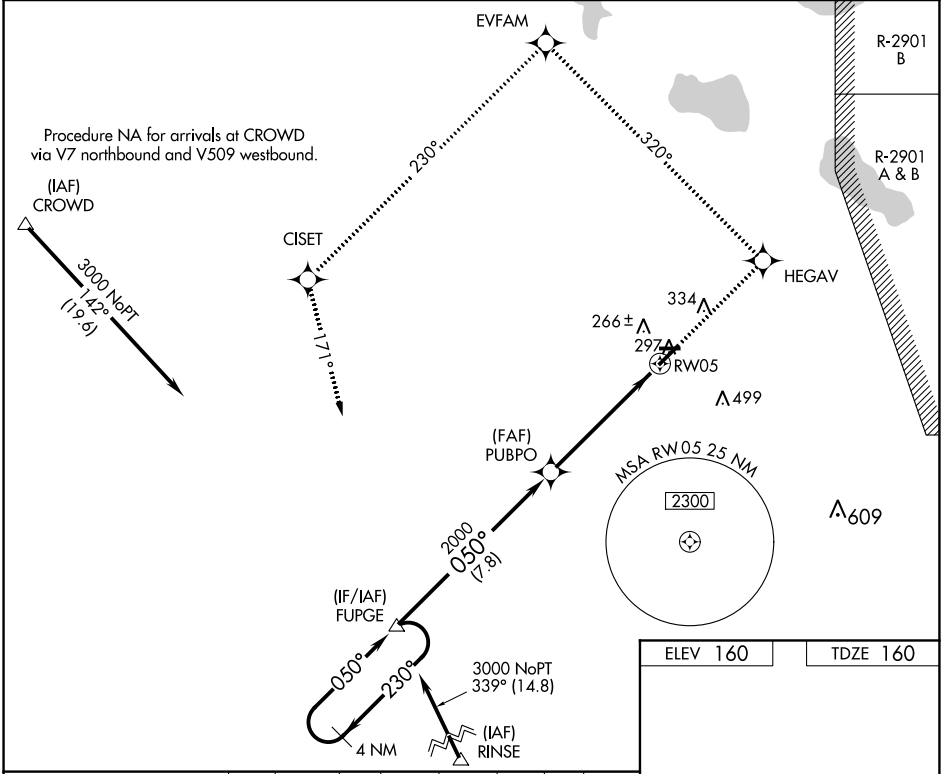 EVFAM
R-2901
B
Procedure NA for arrivals at CROWD
via V7 northbound and V509 westbound.
230°
320°
R-2901
A & B
(IAF)
CROWD
CISET
HEGAV
3000 NoPT
142°
(19.6)
334
266±
297
171°
RW05
499
(FAF)
PUBPO
MSA RW05 25 NM
2300
609
2000
050°
(7.8)
(IF/IAF)
FUPGE
ELEV 160
TDZE 160
050°
230°
3000 NoPT
339° (14.8)
(IAF)
RINSE
4 NM